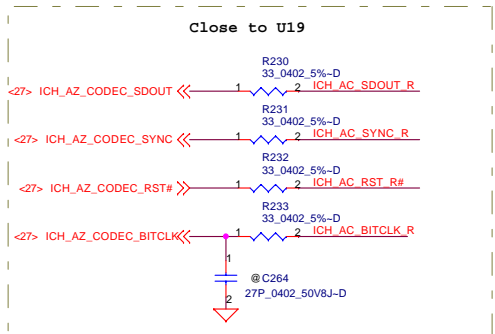 Close to U19
R230
33_0402_5%~D
<27> ICH_AZ_CODEC_SDOUT 1 2 ICH_AC_SDOUT_R
R231
33_0402_5%~D
<27> ICH_AZ_CODEC_SYNC 1 2 ICH_AC_SYNC_R
R232
33_0402_5%~D
<27> ICH_AZ_CODEC_RST# 1 2 ICH_AC_RST_R#
R233
33_0402_5%~D
<27> ICH_AZ_CODEC_BITCLK 1 2 ICH_AC_BITCLK_R
1
@C264
27P_0402_50V8J~D
2